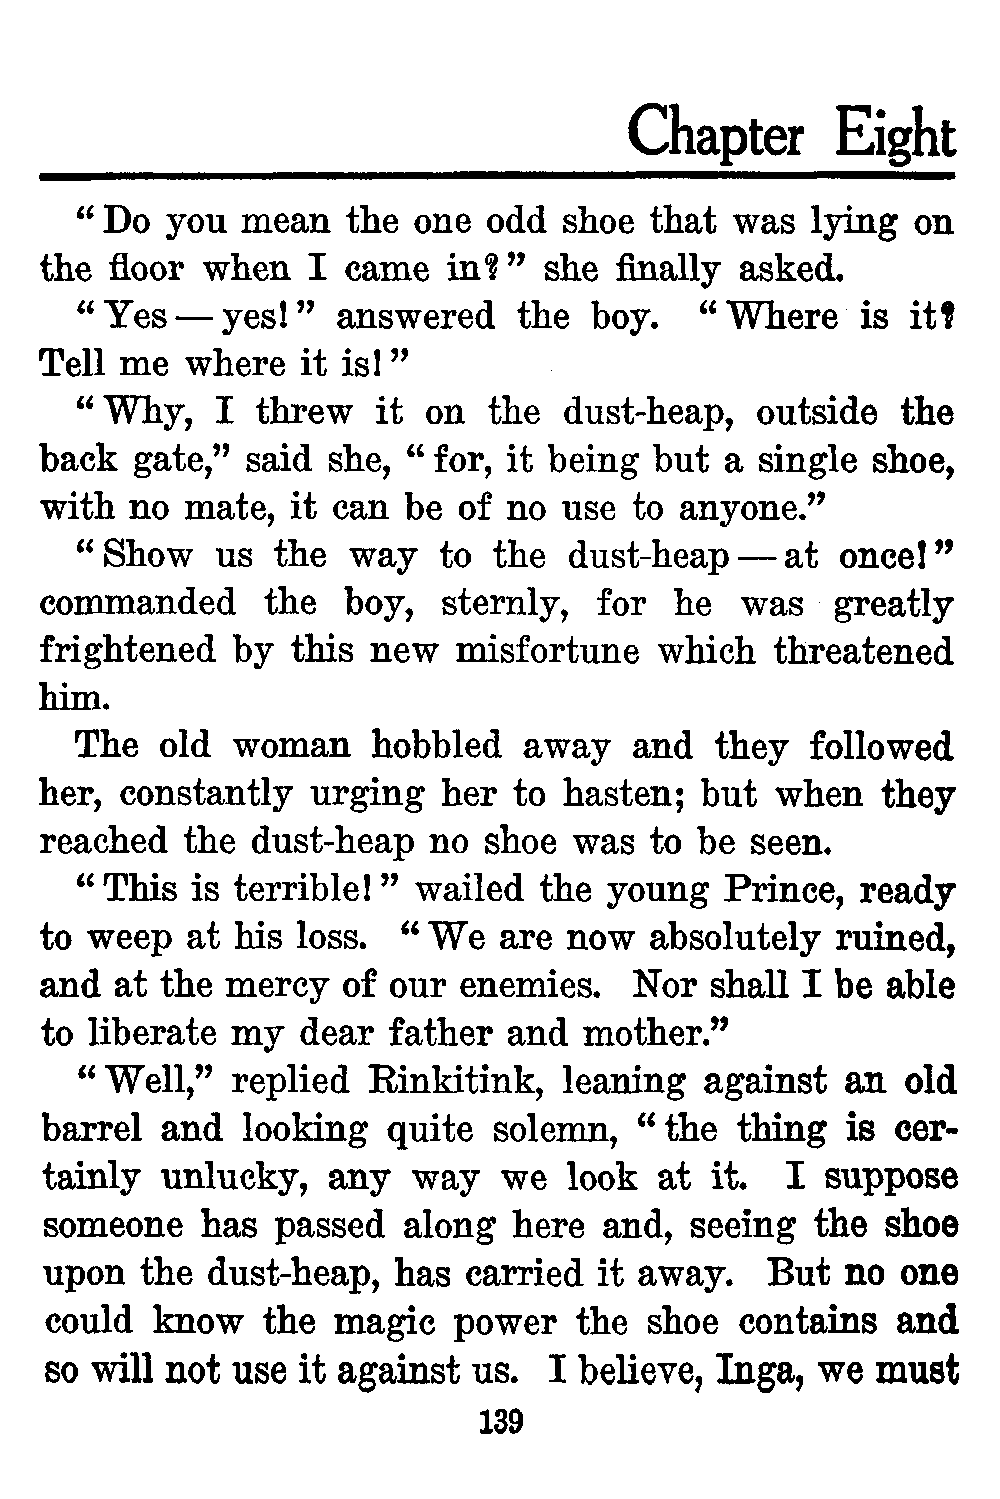 Chapter Eight
“Do you mean the one odd shoe that was lying on
the floor when I came in?” she finally asked.
“Yes — yes!” answered the boy. “Where is it?
Tell me where it is!”
“Why, I threw it on the dust-heap, outside the
back gate,” said she, “for, it being but a single shoe,
with no mate, it can be of no use to anyone.”
“Show us the way to the dust-heap — at once!”
commanded the boy, sternly, for he was greatly
frightened by this new misfortune which threatened
him.
The old woman hobbled away and they followed
her, constantly urging her to hasten; but when they
reached the dust-heap no shoe was to be seen.
“This is terrible!” wailed the young Prince, ready
to weep at his loss. “We are now absolutely ruined,
and at the mercy of our enemies. Nor shall I be able
to liberate my dear father and mother.”
“Well,” replied Rinkitink, leaning against an old
barrel and looking quite solemn, “the thing is cer-
tainly unlucky, any way we look at it. I suppose
someone has passed along here and, seeing the shoe
upon the dust-heap, has carried it away. But no one
could know the magic power the shoe contains and
so will not use it against us. I believe, Inga, we must
139